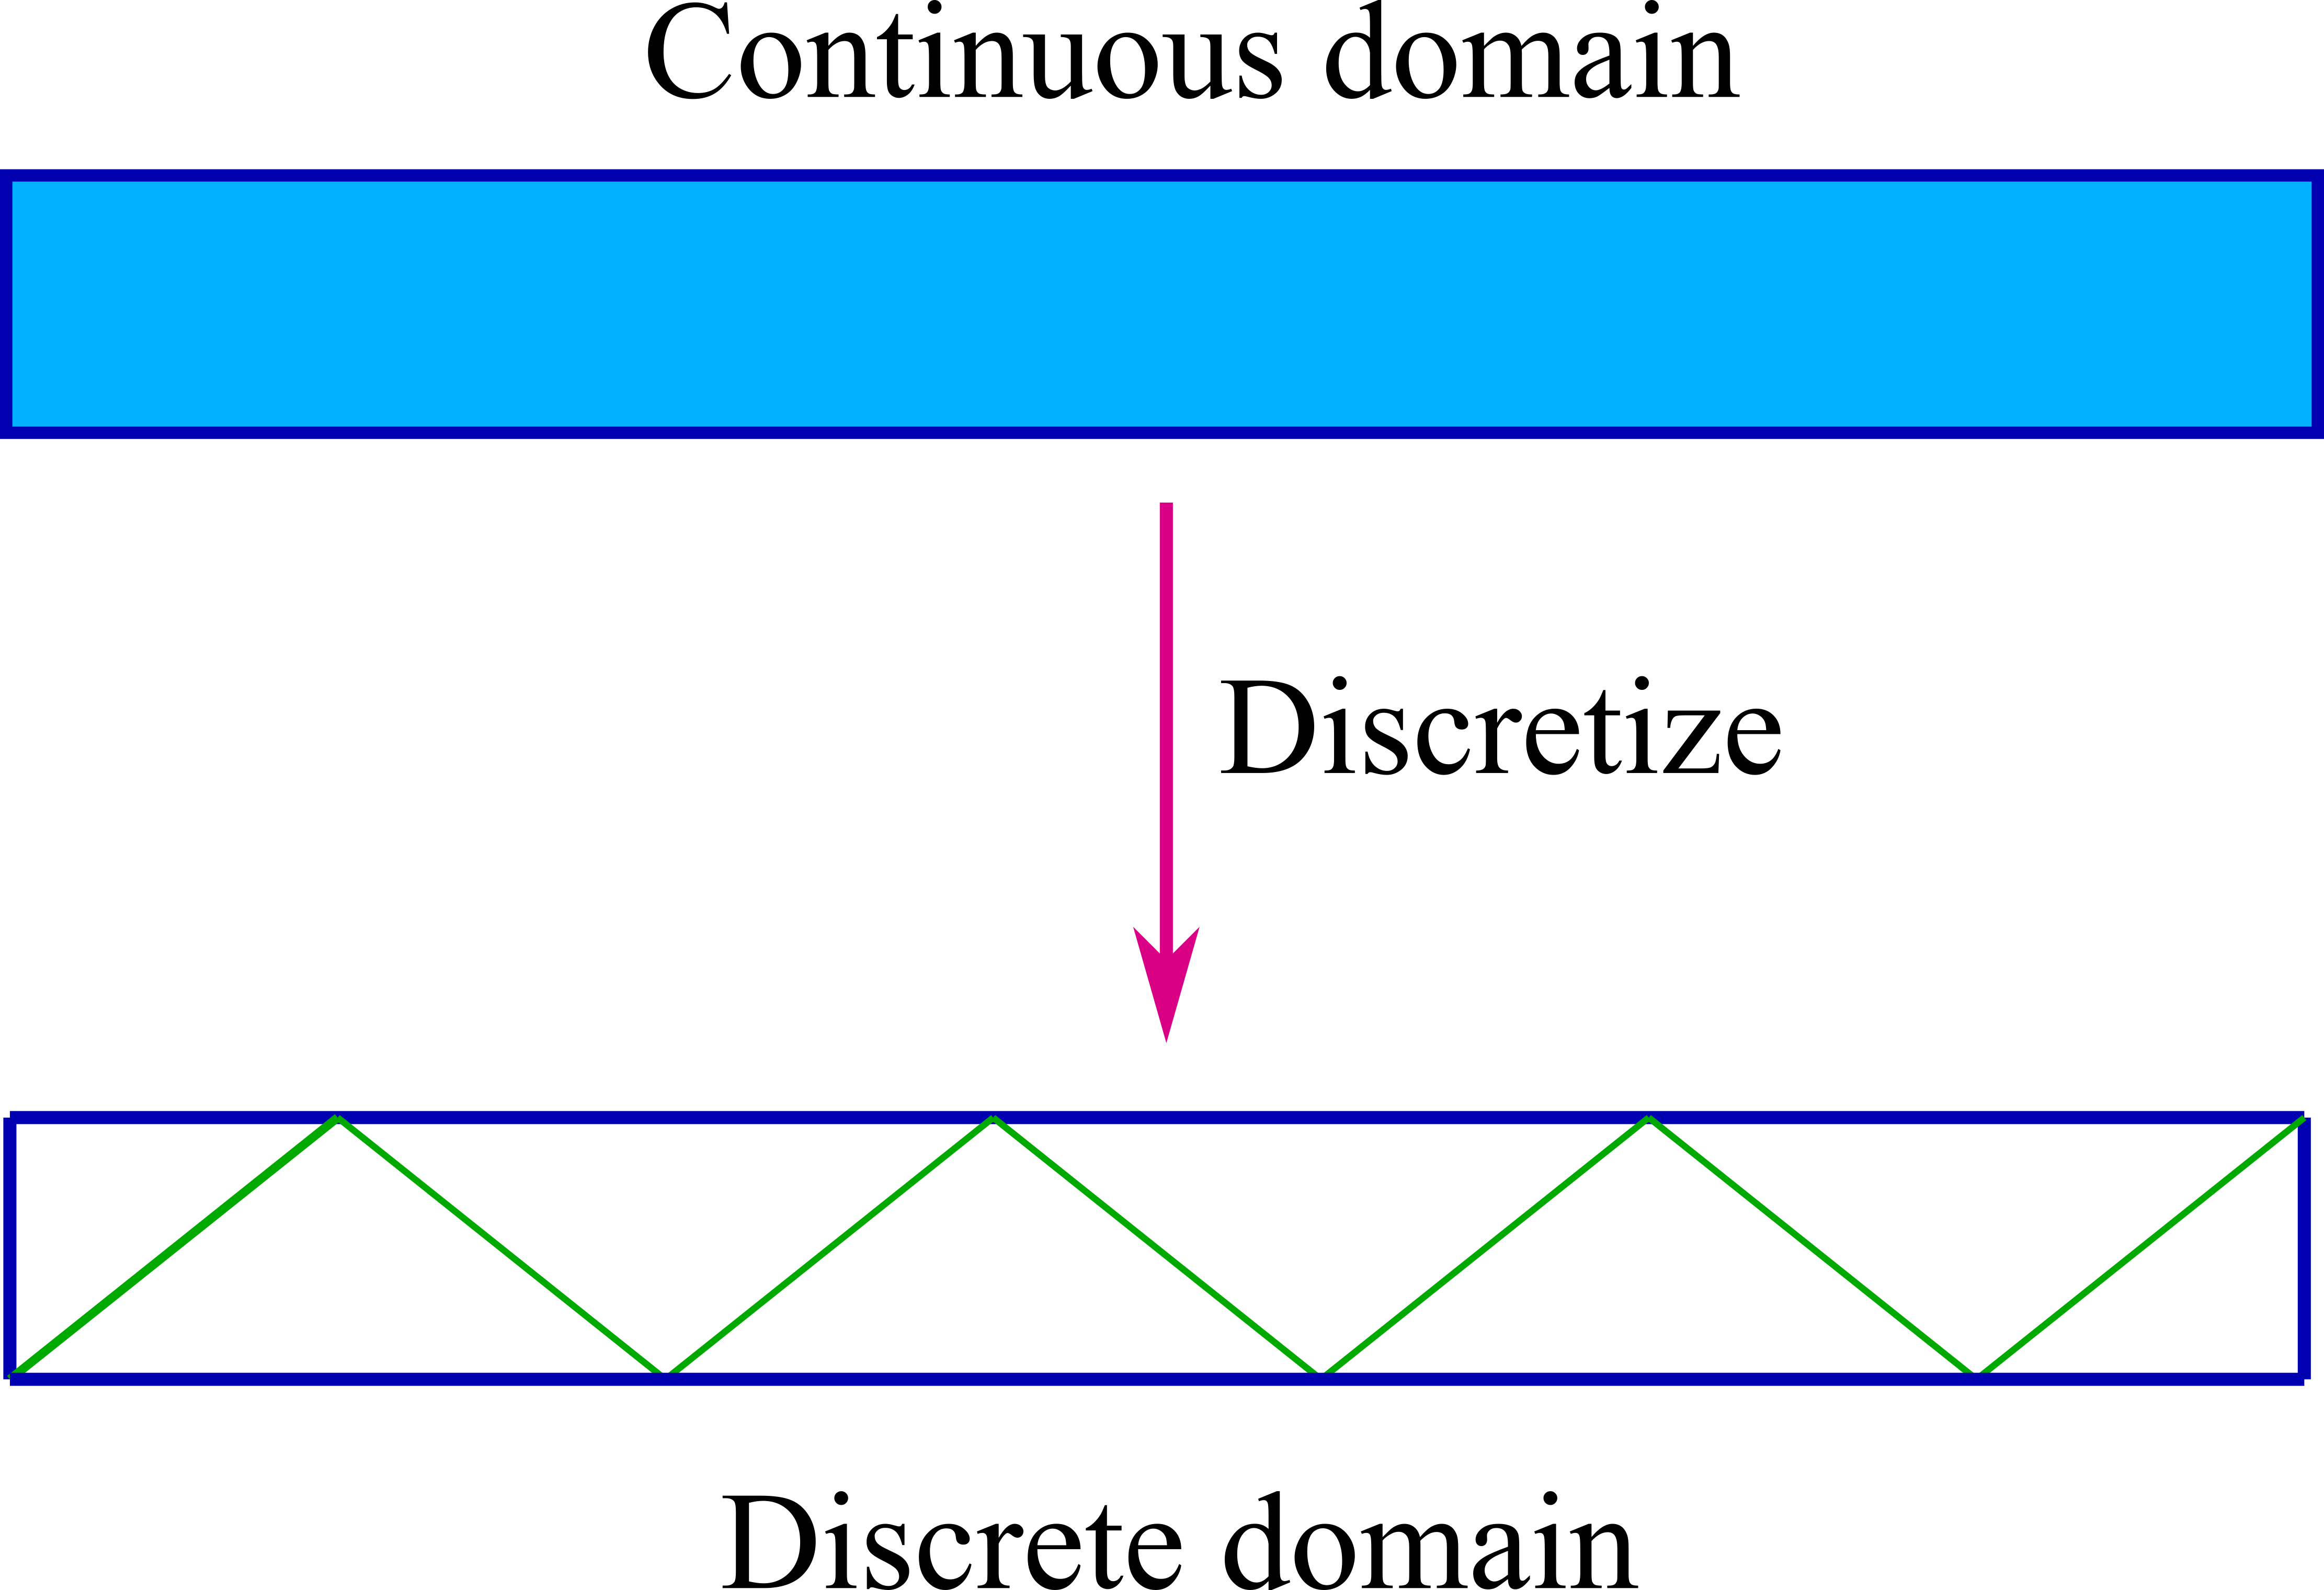 Continuous domain
Discretize
Discrete domain